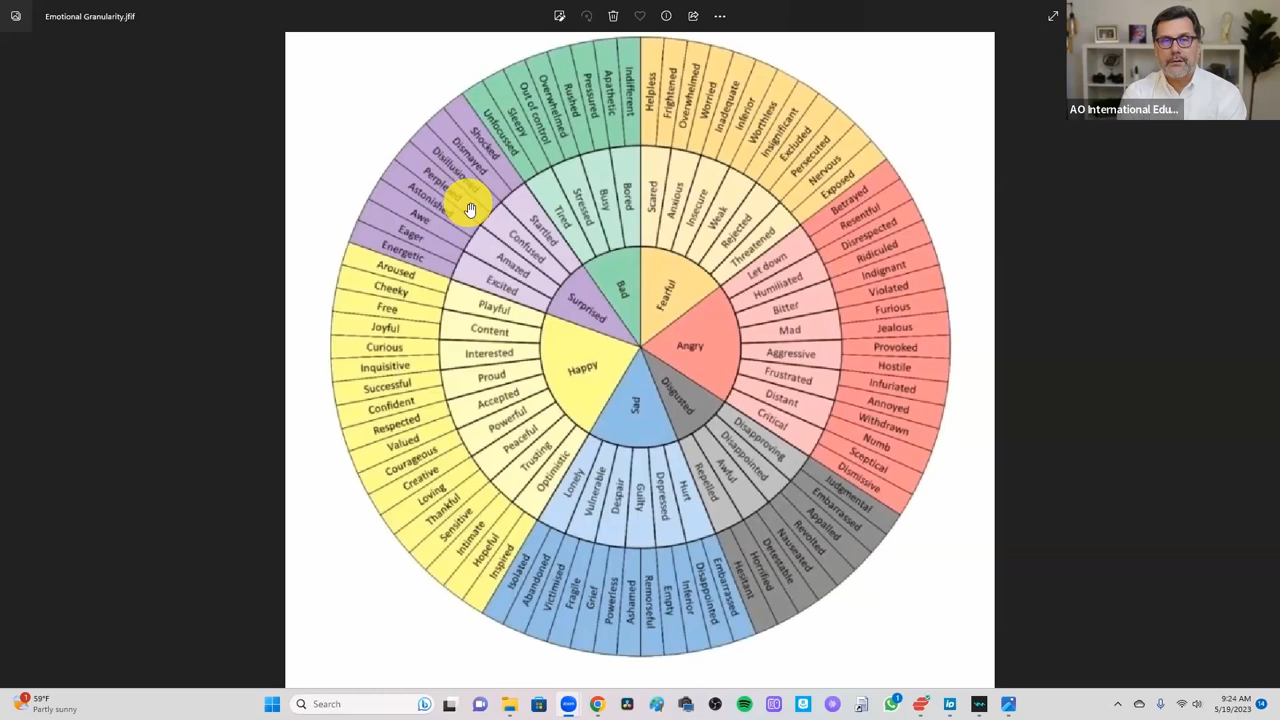 Emotional Granularity.jfif
AO International Edu...
Bad
Fearful
Angry
Disgusted
Sad
Happy
Surprised
Tired
Stressed
Busy
Bored
Scared
Anxious
Insecure
Weak
Rejected
Threatened
Let down
Humiliated
Bitter
Mad
Aggressive
Frustrated
Distant
Critical
Disapproving
Disappointed
Awful
Repelled
Hurt
Depressed
Guilty
Despair
Vulnerable
Lonely
Optimistic
Trusting
Peaceful
Powerful
Accepted
Proud
Interested
Content
Playful
Excited
Amazed
Confused
Startled
Unfocussed
Sleepy
Out of control
Overwhelmed
Rushed
Pressured
Apathetic
Indifferent
Helpless
Frightened
Overwhelmed
Worried
Inadequate
Inferior
Worthless
Insignificant
Excluded
Persecuted
Nervous
Exposed
Betrayed
Resentful
Disrespected
Ridiculed
Indignant
Violated
Furious
Jealous
Provoked
Hostile
Infuriated
Annoyed
Withdrawn
Numb
Sceptical
Dismissive
Judgmental
Embarrassed
Appalled
Revolted
Nauseated
Detestable
Horrified
Hesitant
Embarrassed
Disappointed
Inferior
Empty
Remorseful
Ashamed
Powerless
Grief
Fragile
Victimised
Abandoned
Isolated
Inspired
Hopeful
Intimate
Sensitive
Thankful
Loving
Creative
Courageous
Valued
Respected
Confident
Successful
Inquisitive
Curious
Joyful
Free
Cheeky
Aroused
Energetic
Eager
Awe
Astonished
Dismayed
Shocked
1
59°F
Partly sunny
Search
1
9:24 AM
5/19/2023
14